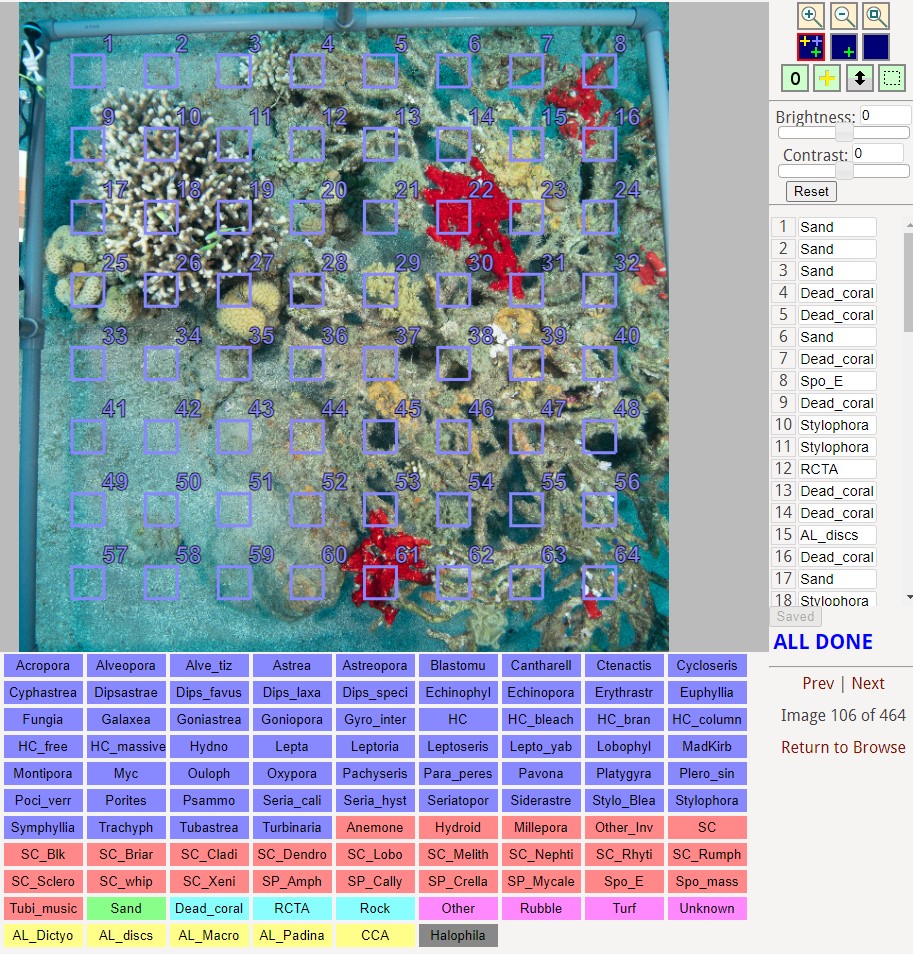 1 2 3 4 5 6 7 8
9 10 11 12 13 14 15 16
17 18 19 20 21 22 23 24
25 26 27 28 29 30 31 32
33 34 35 36 37 38 39 40
41 42 43 44 45 46 47 48
49 50 51 52 53 54 55 56
57 58 59 60 61 62 63 64
0
Brightness: 0
Contrast: 0
Reset
1 Sand
2 Sand
3 Sand
4 Dead_coral
5 Dead_coral
6 Sand
7 Dead_coral
8 Spo_E
9 Dead_coral
10 Stylophora
11 Stylophora
12 RCTA
13 Dead_coral
14 Dead_coral
15 AL_discs
16 Dead_coral
17 Sand
18 Stylophora
Saved
ALL DONE
Prev | Next
Image 106 of 464
Return to Browse
Acropora Alveopora Alve_tiz Astrea Astreopora Blastomu Cantharell Ctenactis Cycloseris
Cyphastrea Dipsastrae Dips_favus Dips_laxa Dips_speci Echinophyl Echinopora Erythrastr Euphyllia
Fungia Galaxea Goniastrea Goniopora Gyro_inter HC HC_bleach HC_bran HC_column
HC_free HC_massive Hydno Lepta Leptoria Leptoseris Lepto_yab Lobophyl MadKirb
Montipora Myc Ouloph Oxypora Pachyseris Para_peres Pavona Platygyra Plero_sin
Poci_verr Porites Psammo Seria_cali Seria_hyst Seriatopor Siderastre Stylo_Blea Stylophora
Symphyllia Trachyph Tubastrea Turbinaria Anemone Hydroid Millepora Other_Inv SC
SC_Blk SC_Briar SC_Cladi SC_Dendro SC_Lobo SC_Melith SC_Nephti SC_Rhyti SC_Rumph
SC_Sclero SC_whip SC_Xeni SP_Amph SP_Cally SP_Crella SP_Mycale Spo_E Spo_mass
Tubi_music Sand Dead_coral RCTA Rock Other Rubble Turf Unknown
AL_Dictyo AL_discs AL_Macro AL_Padina CCA Halophila